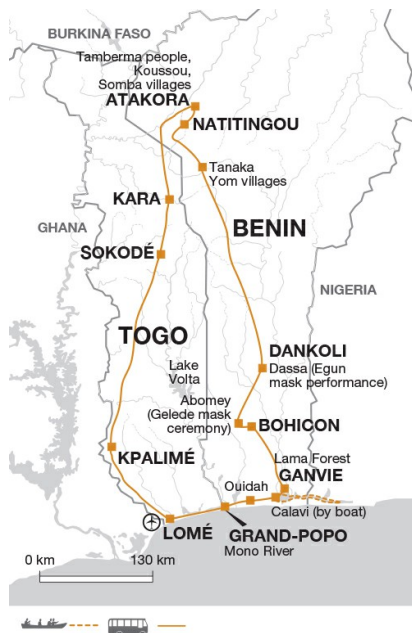 BURKINA FASO
Tamberma people,
Koussou,
Somba villages
ATAKORA
NATITINGOU
Tanaka
Yom villages
KARA
BENIN
GHANA
SOKODÉ
NIGERIA
TOGO
DANKOLI
Dassa (Egun
mask performance)
Lake
Volta
Abomey
(Gelede mask
ceremony)
BOHICON
KPALIMÉ
Lama Forest
GANVIE
Ouidah
Calavi (by boat)
LOMÉ
GRAND-POPO
Mono River
0 km
130 km